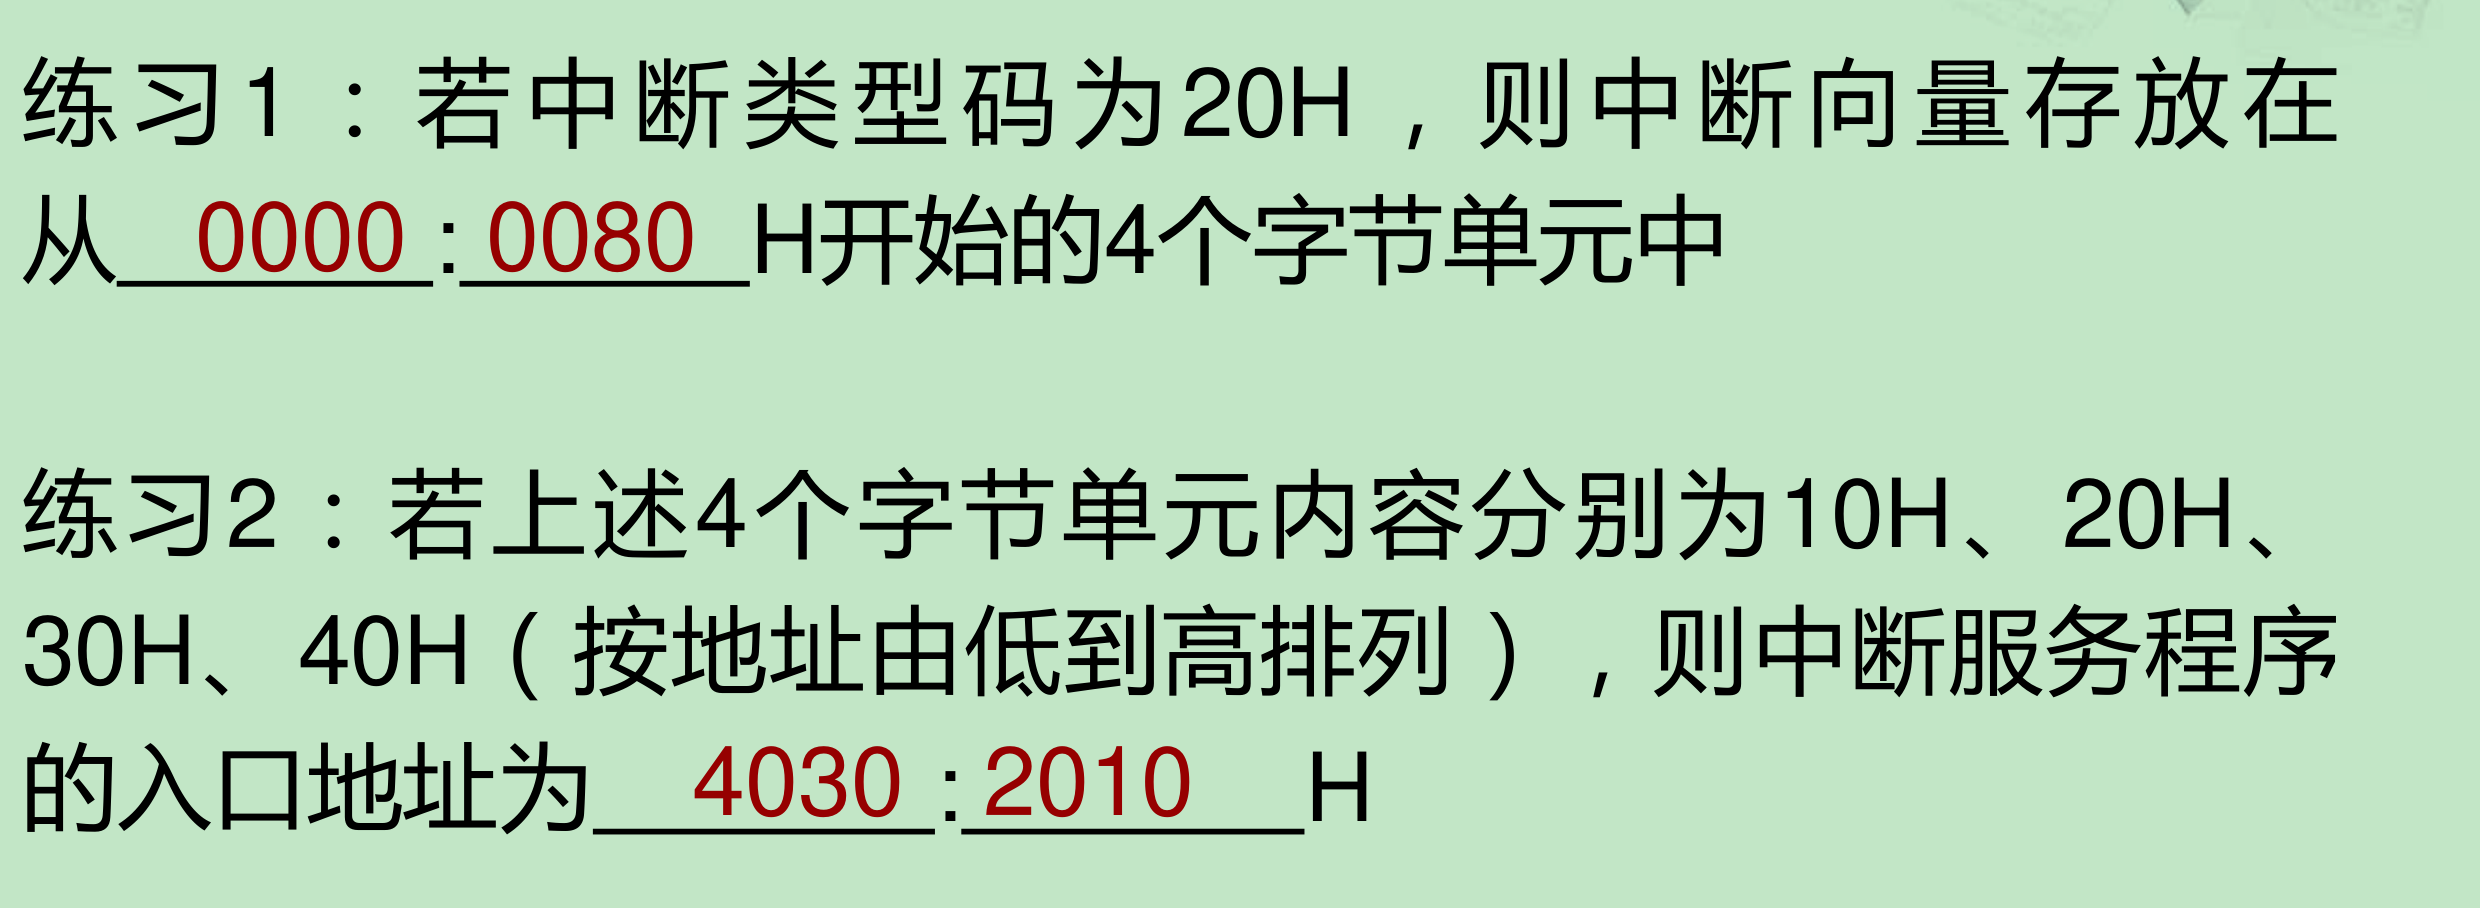 练习1：若中断类型码为20H，则中断向量存放在
从 0000 : 0080 H开始的4个字节单元中
练习2：若上述4个字节单元内容分别为10H、20H、
30H、40H（按地址由低到高排列），则中断服务程序
的入口地址为 4030 : 2010 H